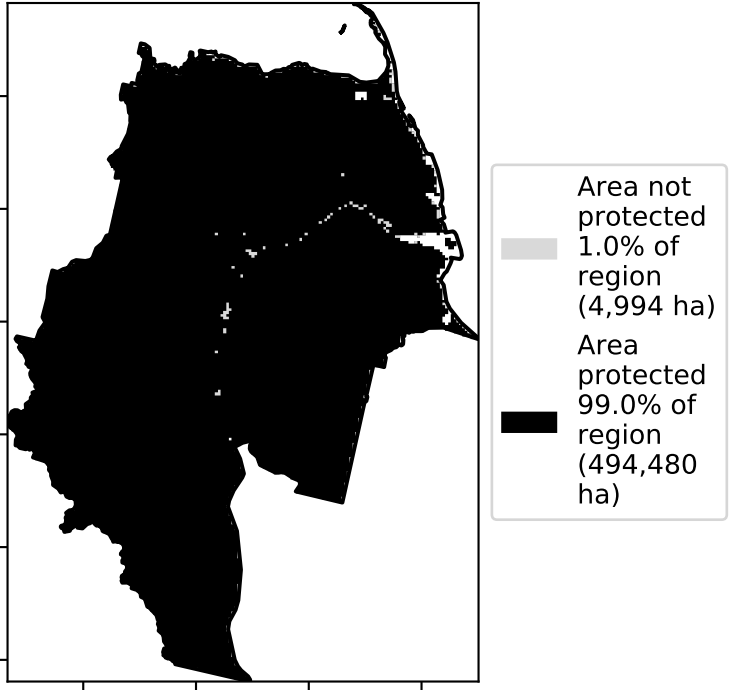 Area not
protected
1.0% of
region
(4,994 ha)
Area
protected
99.0% of
region
(494,480
ha)